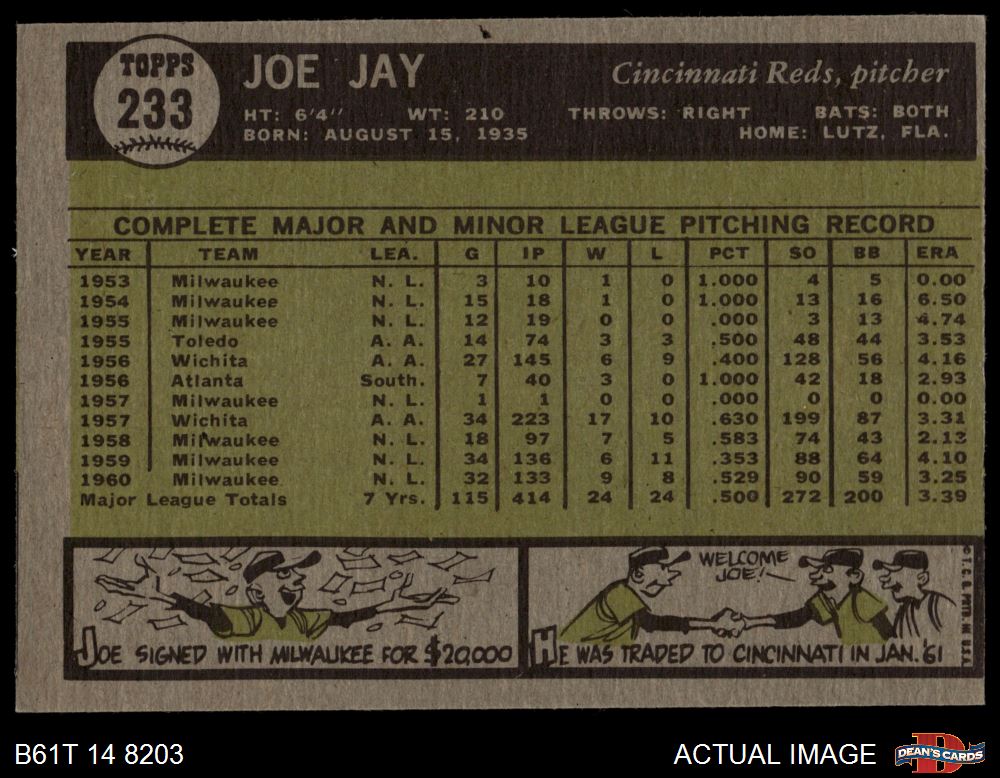 TOPPS
233
JOE JAY
Cincinnati Reds, pitcher
HT: 6'4" WT: 210 THROWS: RIGHT BATS: BOTH
BORN: AUGUST 15, 1935 HOME: LUTZ, FLA.
COMPLETE MAJOR AND MINOR LEAGUE PITCHING RECORD
YEAR TEAM LEA. G IP W L PCT SO BB ERA
1953 Milwaukee N. L. 3 10 1 0 1.000 4 5 0.00
1954 Milwaukee N. L. 15 18 1 0 1.000 13 16 6.50
1955 Milwaukee N. L. 12 19 0 0 .000 3 13 4.74
1955 Toledo A. A. 14 74 3 3 .500 48 44 3.53
1956 Wichita A. A. 27 145 6 9 .400 128 56 4.16
1956 Atlanta South. 7 40 3 0 1.000 42 18 2.93
1957 Milwaukee N. L. 1 1 0 0 .000 0 0 0.00
1957 Wichita A. A. 34 223 17 10 .630 199 87 3.31
1958 Milwaukee N. L. 18 97 7 5 .583 74 43 2.13
1959 Milwaukee N. L. 34 136 6 11 .353 88 64 4.10
1960 Milwaukee N. L. 32 133 9 8 .529 90 59 3.25
Major League Totals 7 Yrs. 115 414 24 24 .500 272 200 3.39
JOE SIGNED WITH MILWAUKEE FOR $20,000
WELCOME
JOE!
HE WAS TRADED TO CINCINNATI IN JAN. '61
© T. C. G. PRTD. IN U.S.A.
B61T 14 8203
ACTUAL IMAGE
DEAN'S CARDS